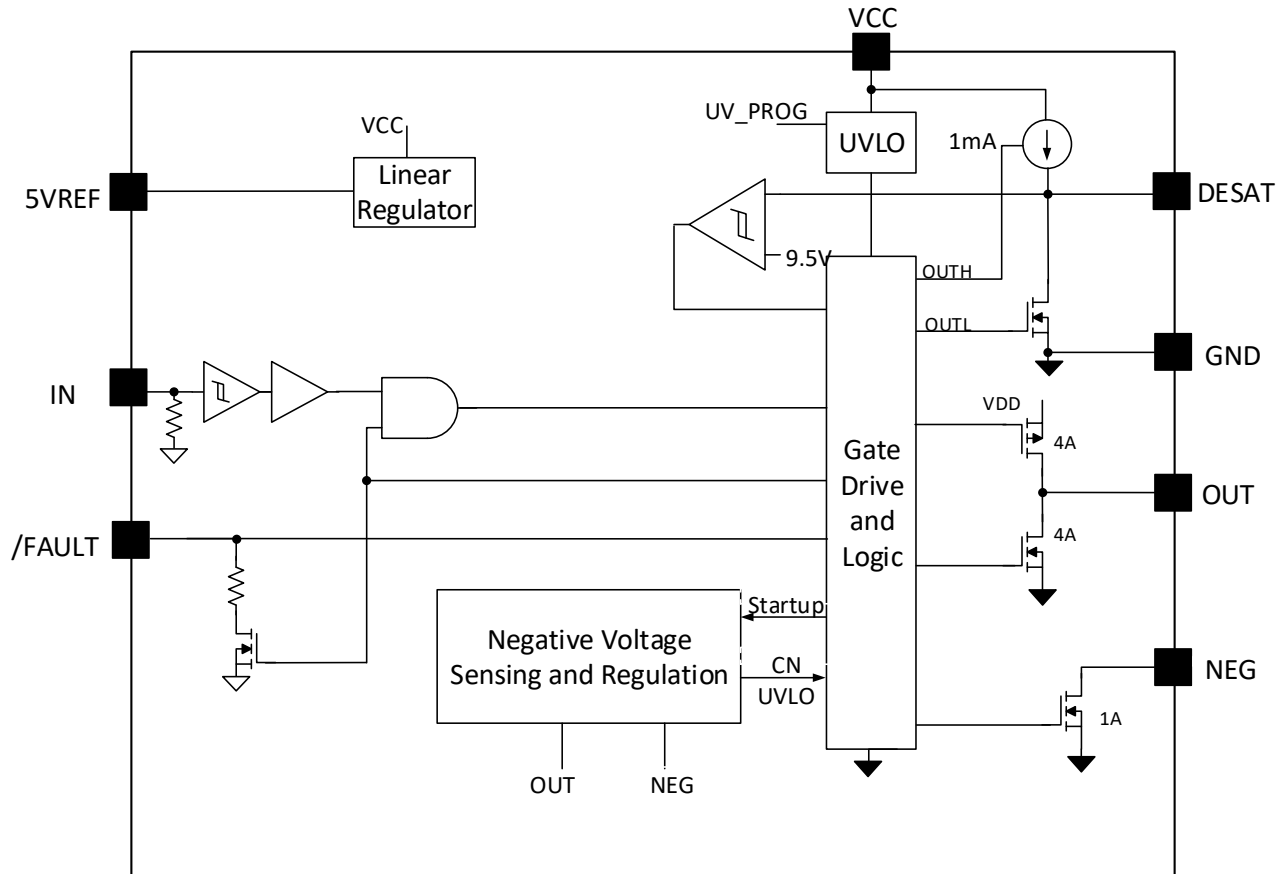 VCC
UV_PROG
UVLO
1mA
VCC
Linear
Regulator
5VREF
DESAT
9.5V
OUTH
OUTL
GND
IN
VDD
4A
Gate
Drive
and
Logic
OUT
4A
/FAULT
Startup
Negative Voltage
Sensing and Regulation
CN
UVLO
NEG
1A
OUT
NEG